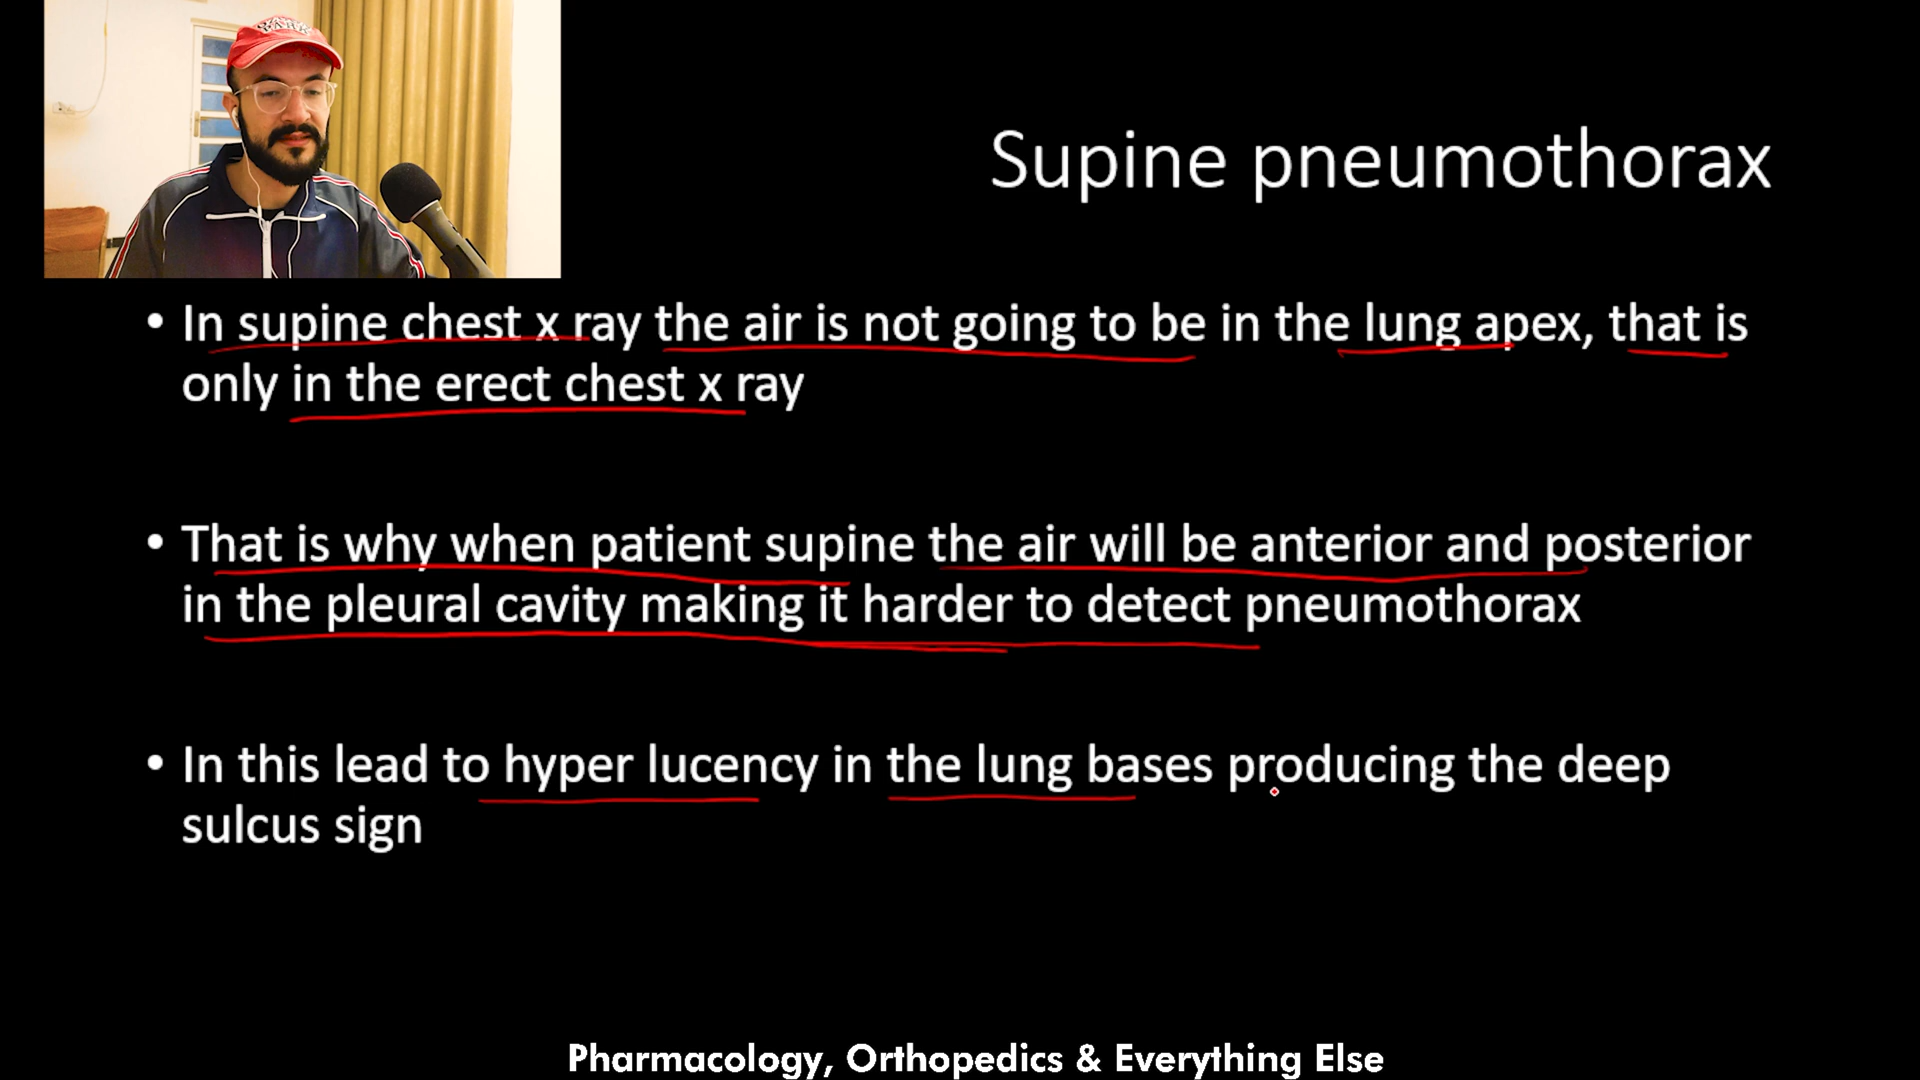 Supine pneumothorax
• In supine chest x ray the air is not going to be in the lung apex, that is
only in the erect chest x ray
• That is why when patient supine the air will be anterior and posterior
in the pleural cavity making it harder to detect pneumothorax
• In this lead to hyper lucency in the lung bases producing the deep
sulcus sign
Pharmacology, Orthopedics & Everything Else